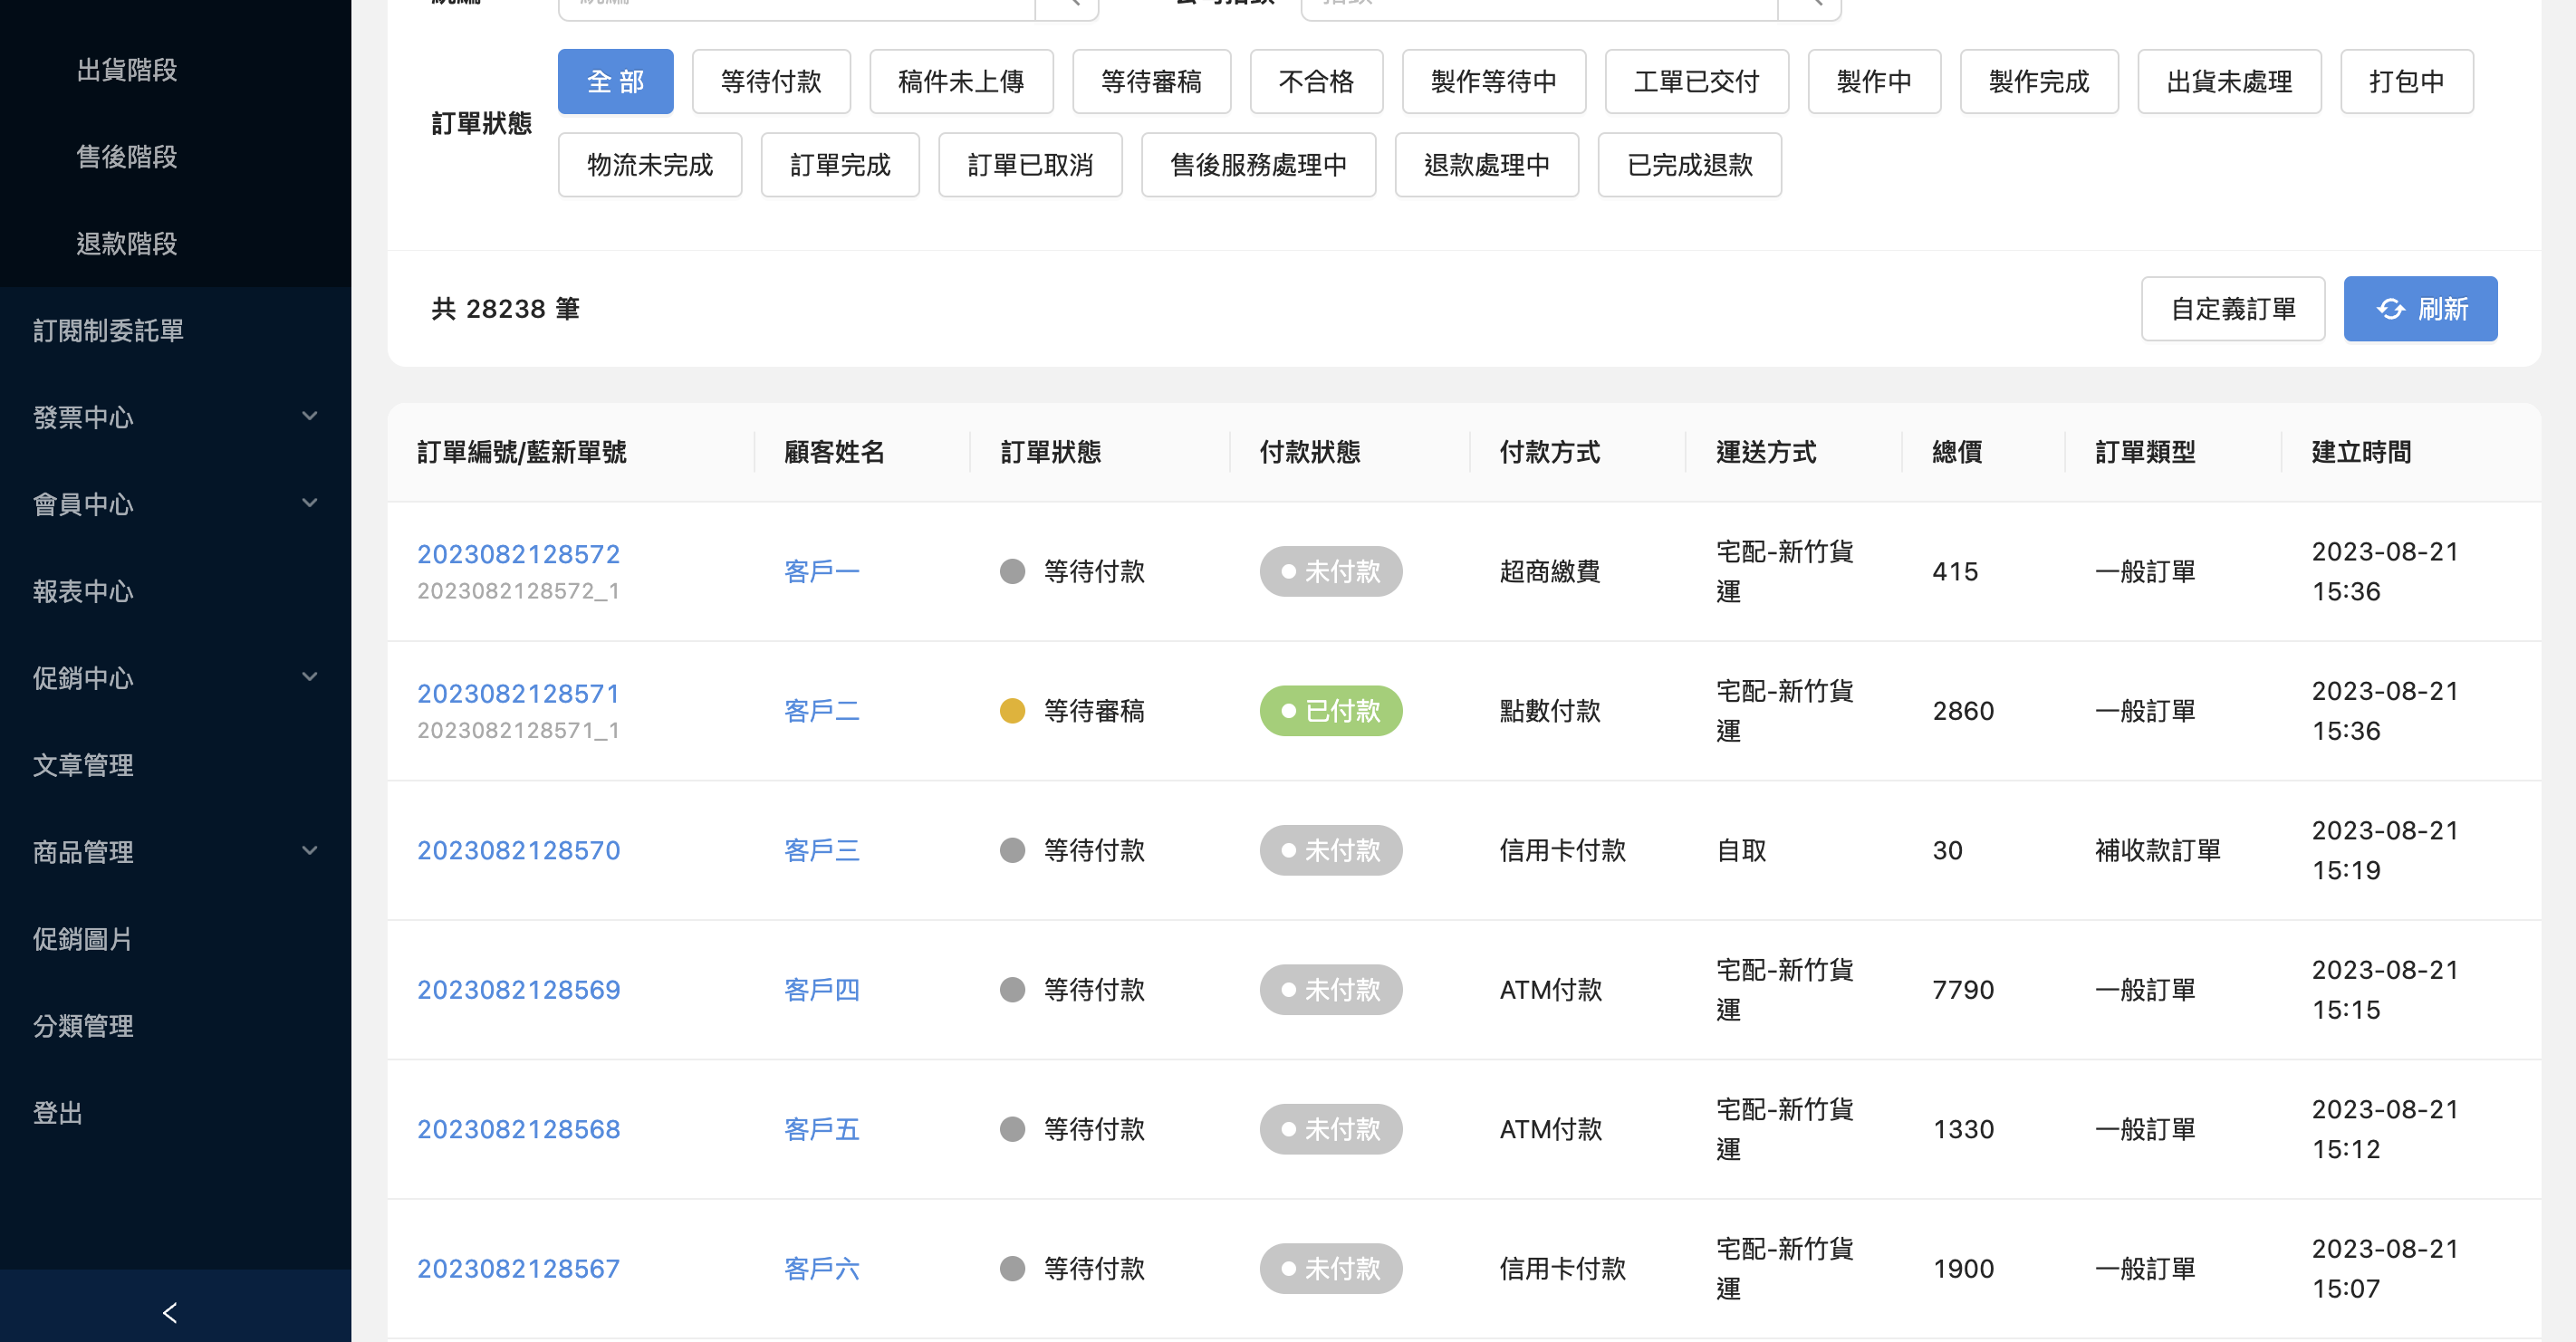 出貨階段
售後階段
退款階段
訂閱制委託單
發票中心
會員中心
報表中心
促銷中心
文章管理
商品管理
促銷圖片
分類管理
登出
訂單狀態
全 部 等待付款 稿件未上傳 等待審稿 不合格 製作等待中 工單已交付 製作中 製作完成 出貨未處理 打包中
物流未完成 訂單完成 訂單已取消 售後服務處理中 退款處理中 已完成退款
共 28238 筆
自定義訂單 刷新
訂單編號/藍新單號 顧客姓名 訂單狀態 付款狀態 付款方式 運送方式 總價 訂單類型 建立時間
2023082128572
2023082128572_1
客戶一 等待付款 未付款 超商繳費
宅配-新竹貨
運
415 一般訂單
2023-08-21
15:36
2023082128571
2023082128571_1
客戶二 等待審稿 已付款 點數付款
宅配-新竹貨
運
2860 一般訂單
2023-08-21
15:36
2023082128570 客戶三 等待付款 未付款 信用卡付款 自取 30 補收款訂單
2023-08-21
15:19
2023082128569 客戶四 等待付款 未付款 ATM付款
宅配-新竹貨
運
7790 一般訂單
2023-08-21
15:15
2023082128568 客戶五 等待付款 未付款 ATM付款
宅配-新竹貨
運
1330 一般訂單
2023-08-21
15:12
2023082128567 客戶六 等待付款 未付款 信用卡付款
宅配-新竹貨
運
1900 一般訂單
2023-08-21
15:07